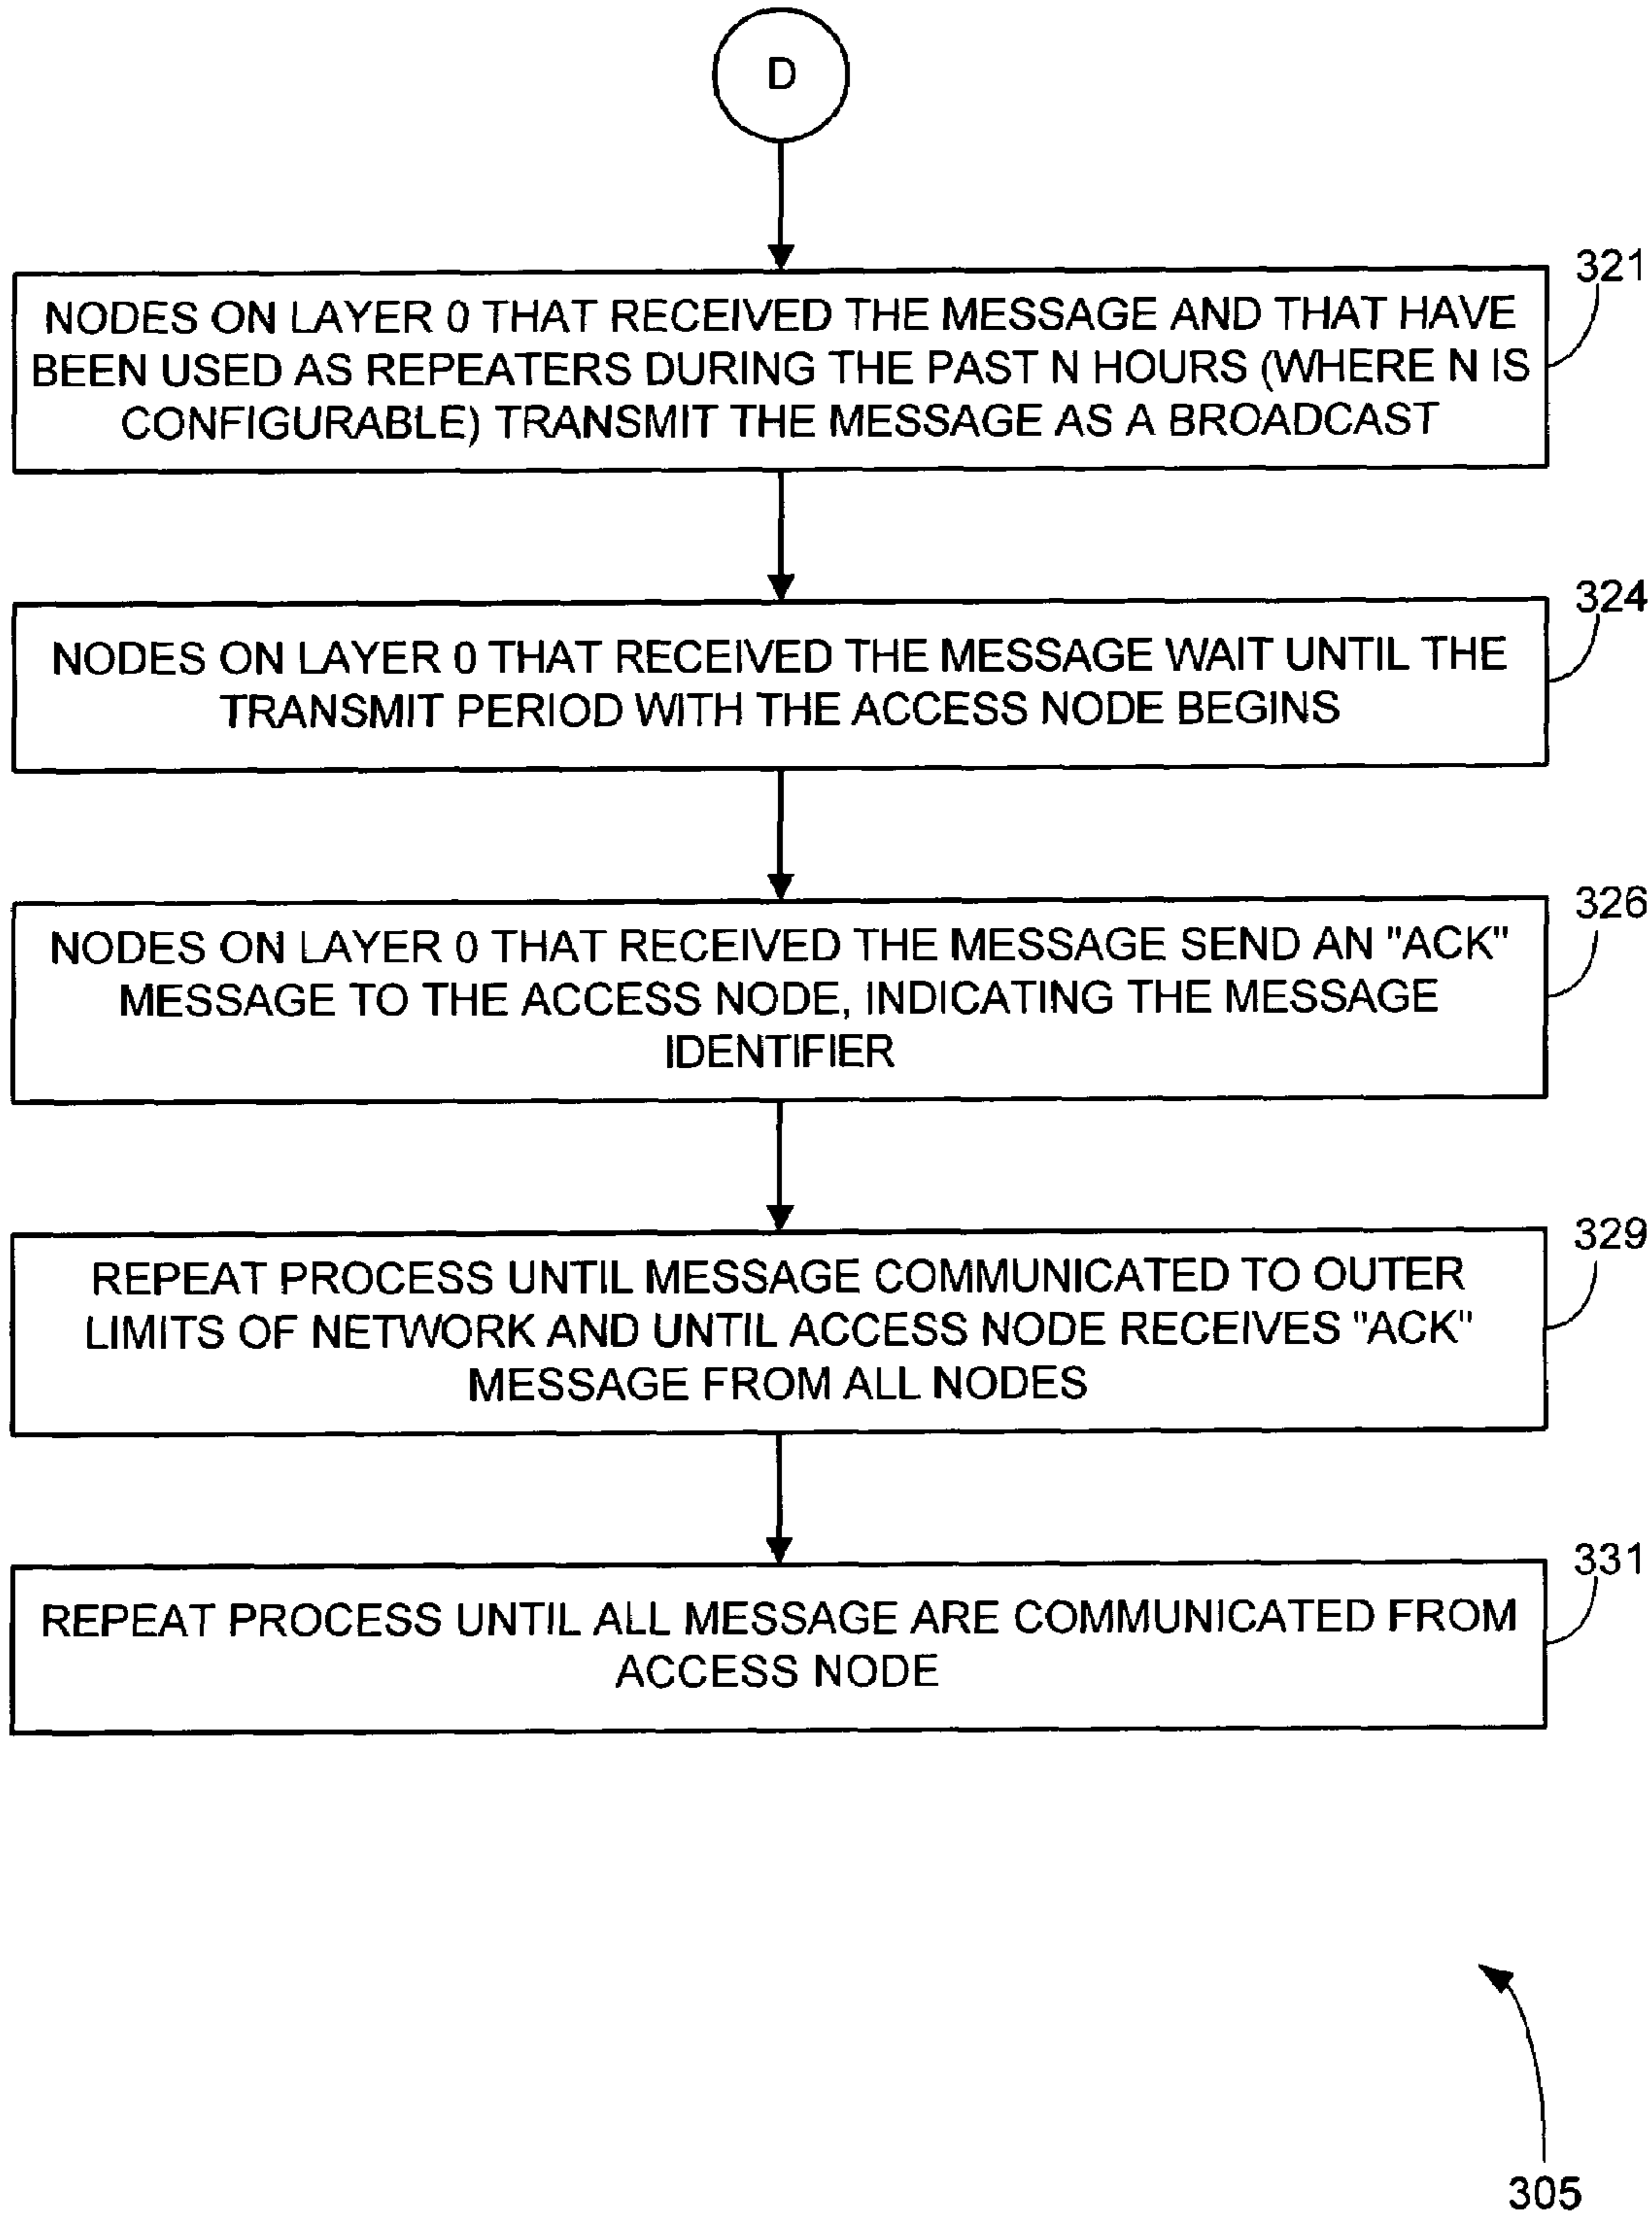 D
321
NODES ON LAYER 0 THAT RECEIVED THE MESSAGE AND THAT HAVE
BEEN USED AS REPEATERS DURING THE PAST N HOURS (WHERE N IS
CONFIGURABLE) TRANSMIT THE MESSAGE AS A BROADCAST
324
NODES ON LAYER 0 THAT RECEIVED THE MESSAGE WAIT UNTIL THE
TRANSMIT PERIOD WITH THE ACCESS NODE BEGINS
326
NODES ON LAYER 0 THAT RECEIVED THE MESSAGE SEND AN "ACK"
MESSAGE TO THE ACCESS NODE, INDICATING THE MESSAGE
IDENTIFIER
329
REPEAT PROCESS UNTIL MESSAGE COMMUNICATED TO OUTER
LIMITS OF NETWORK AND UNTIL ACCESS NODE RECEIVES "ACK"
MESSAGE FROM ALL NODES
331
REPEAT PROCESS UNTIL ALL MESSAGE ARE COMMUNICATED FROM
ACCESS NODE
305